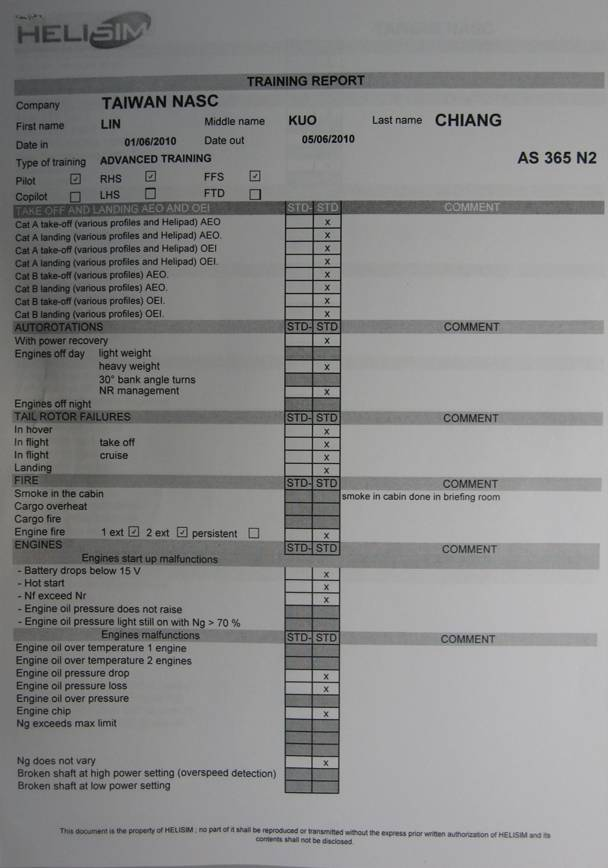 HELISIM
TRAINING REPORT
Company TAIWAN NASC
First name LIN Middle name KUO Last name CHIANG
Date in 01/06/2010 Date out 05/06/2010
Type of training ADVANCED TRAINING AS 365 N2
Pilot ☑ RHS ☑ FFS ☑
Copilot ☐ LHS ☐ FTD ☐
TAKE OFF AND LANDING AEO AND OEI STD- STD COMMENT
Cat A take-off (various profiles and Helipad) AEO x
Cat A landing (various profiles and Helipad) AEO. x
Cat A take-off (various profiles and Helipad) OEI x
Cat A landing (various profiles and Helipad) OEI. x
Cat B take-off (various profiles) AEO. x
Cat B landing (various profiles) AEO. x
Cat B take-off (various profiles) OEI. x
Cat B landing (various profiles) OEI. x
AUTOROTATIONS STD- STD COMMENT
With power recovery x
Engines off day light weight
heavy weight x
30° bank angle turns
NR management x
Engines off night
TAIL ROTOR FAILURES STD- STD COMMENT
In hover x
In flight take off x
In flight cruise x
Landing x
FIRE STD- STD COMMENT
Smoke in the cabin smoke in cabin done in briefing room
Cargo overheat
Cargo fire
Engine fire 1 ext ☑ 2 ext ☑ persistent ☐ x
ENGINES STD- STD COMMENT
Engines start up malfunctions
- Battery drops below 15 V x
- Hot start x
- Nf exceed Nr x
- Engine oil pressure does not raise
- Engine oil pressure light still on with Ng > 70 %
Engines malfunctions STD- STD COMMENT
Engine oil over temperature 1 engine
Engine oil over temperature 2 engines
Engine oil pressure drop x
Engine oil pressure loss x
Engine oil over pressure
Engine chip x
Ng exceeds max limit
Ng does not vary x
Broken shaft at high power setting (overspeed detection)
Broken shaft at low power setting
This document is the property of HELISIM ; no part of it shall be reproduced or transmitted without the express prior written authorization of HELISIM and its
contents shall not be disclosed.